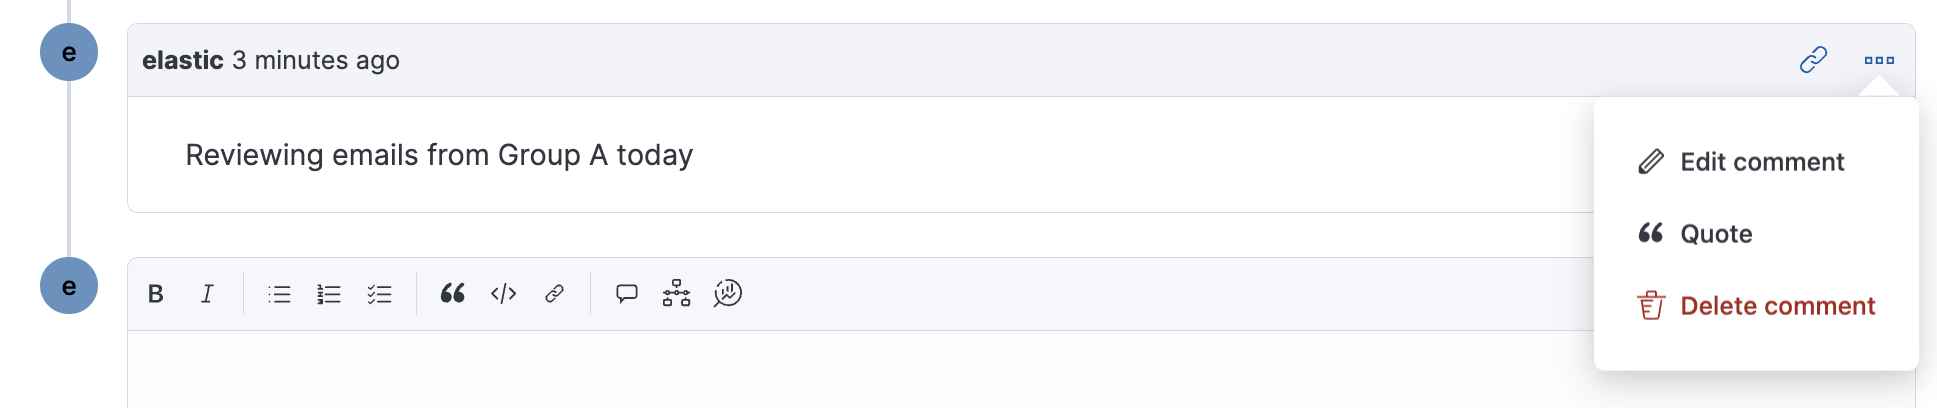 e
elastic 3 minutes ago
Reviewing emails from Group A today
Edit comment
Quote
Delete comment
e
B I